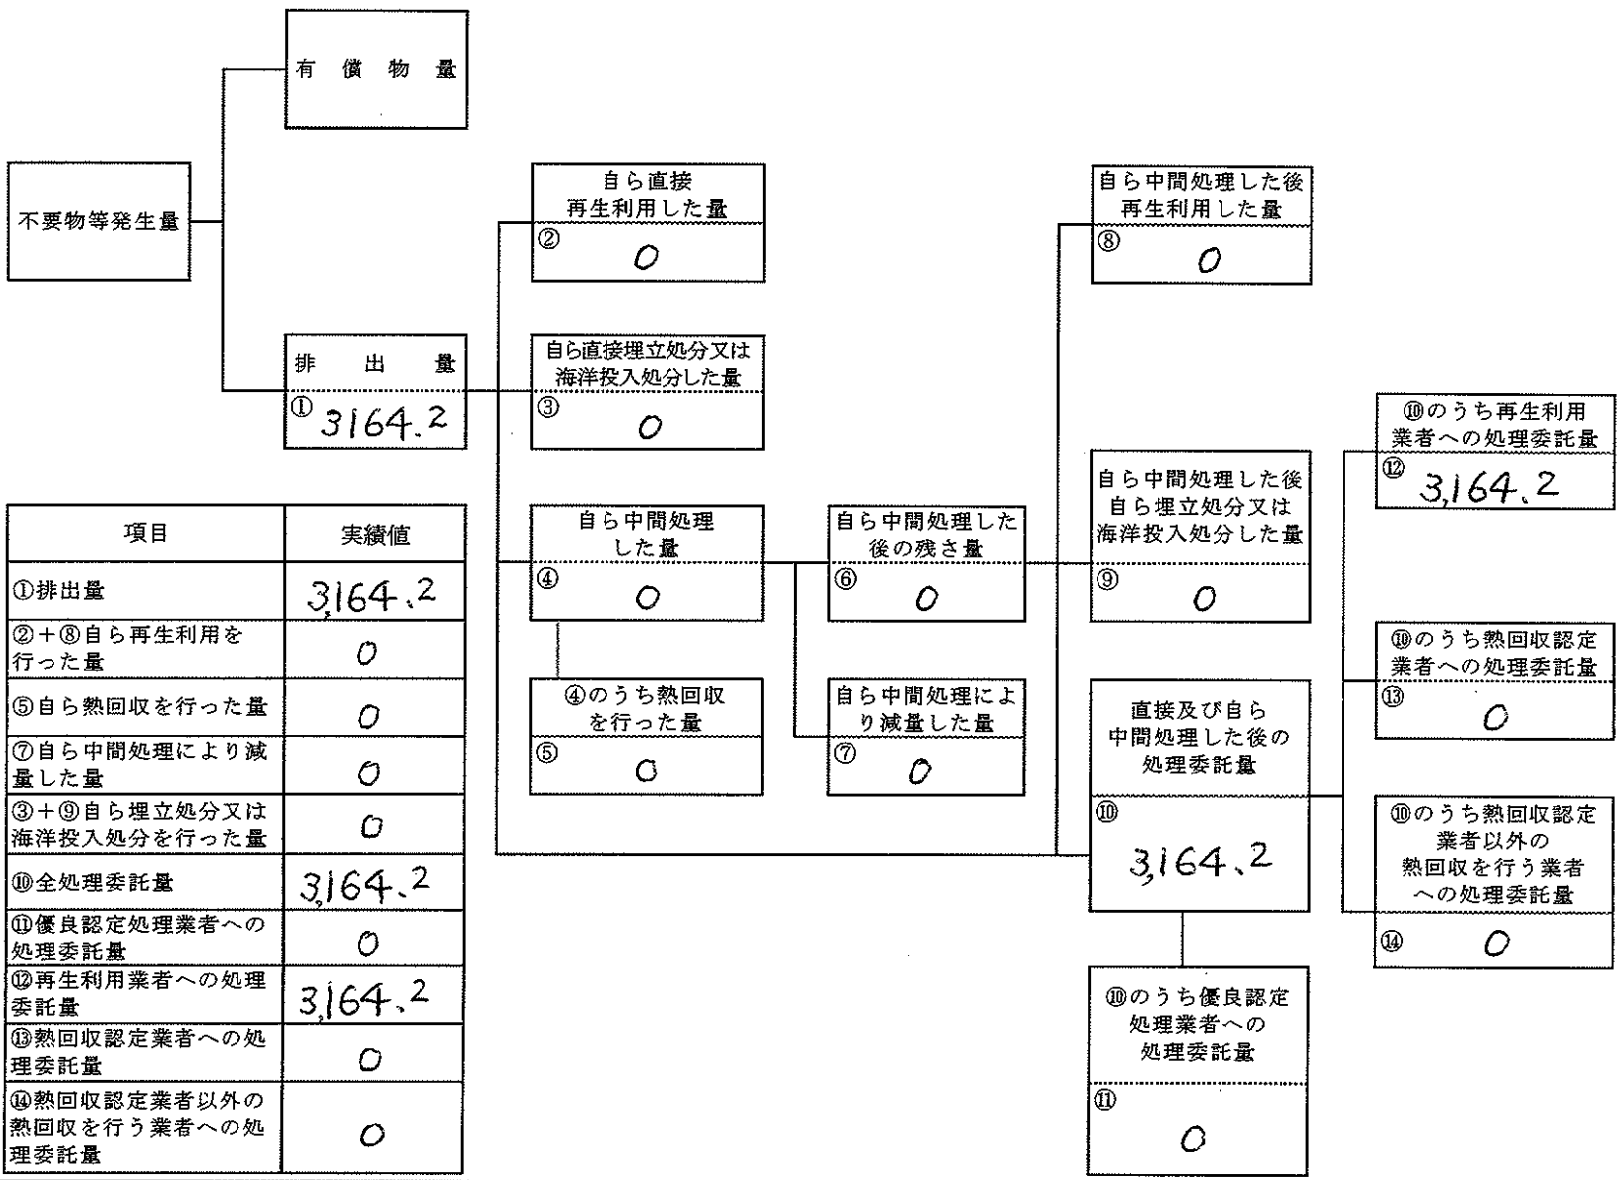 有償物量
不要物等発生量
排出量
① 3164.2
自ら直接
再生利用した量
②
0
自ら直接埋立処分又は
海洋投入処分した量
③
0
自ら中間処理
した量
④
0
④のうち熱回収
を行った量
⑤
0
自ら中間処理した
後の残さ量
⑥
0
自ら中間処理によ
り減量した量
⑦
0
自ら中間処理した後
再生利用した量
⑧
0
自ら中間処理した後
自ら埋立処分又は
海洋投入処分した量
⑨
0
直接及び自ら
中間処理した後の
処理委託量
⑩
3,164.2
⑩のうち優良認定
処理業者への
処理委託量
⑪
0
⑩のうち再生利用
業者への処理委託量
⑫
3,164.2
⑩のうち熱回収認定
業者への処理委託量
⑬
0
⑩のうち熱回収認定
業者以外の
熱回収を行う業者
への処理委託量
⑭
0
項目 実績値
①排出量 3,164.2
②+⑧自ら再生利用を
行った量 0
⑤自ら熱回収を行った量 0
⑦自ら中間処理により減
量した量 0
③+⑨自ら埋立処分又は
海洋投入処分を行った量 0
⑩全処理委託量 3,164.2
⑪優良認定処理業者への
処理委託量 0
⑫再生利用業者への処理
委託量 3,164.2
⑬熱回収認定業者への処
理委託量 0
⑭熱回収認定業者以外の
熱回収を行う業者への処
理委託量 0